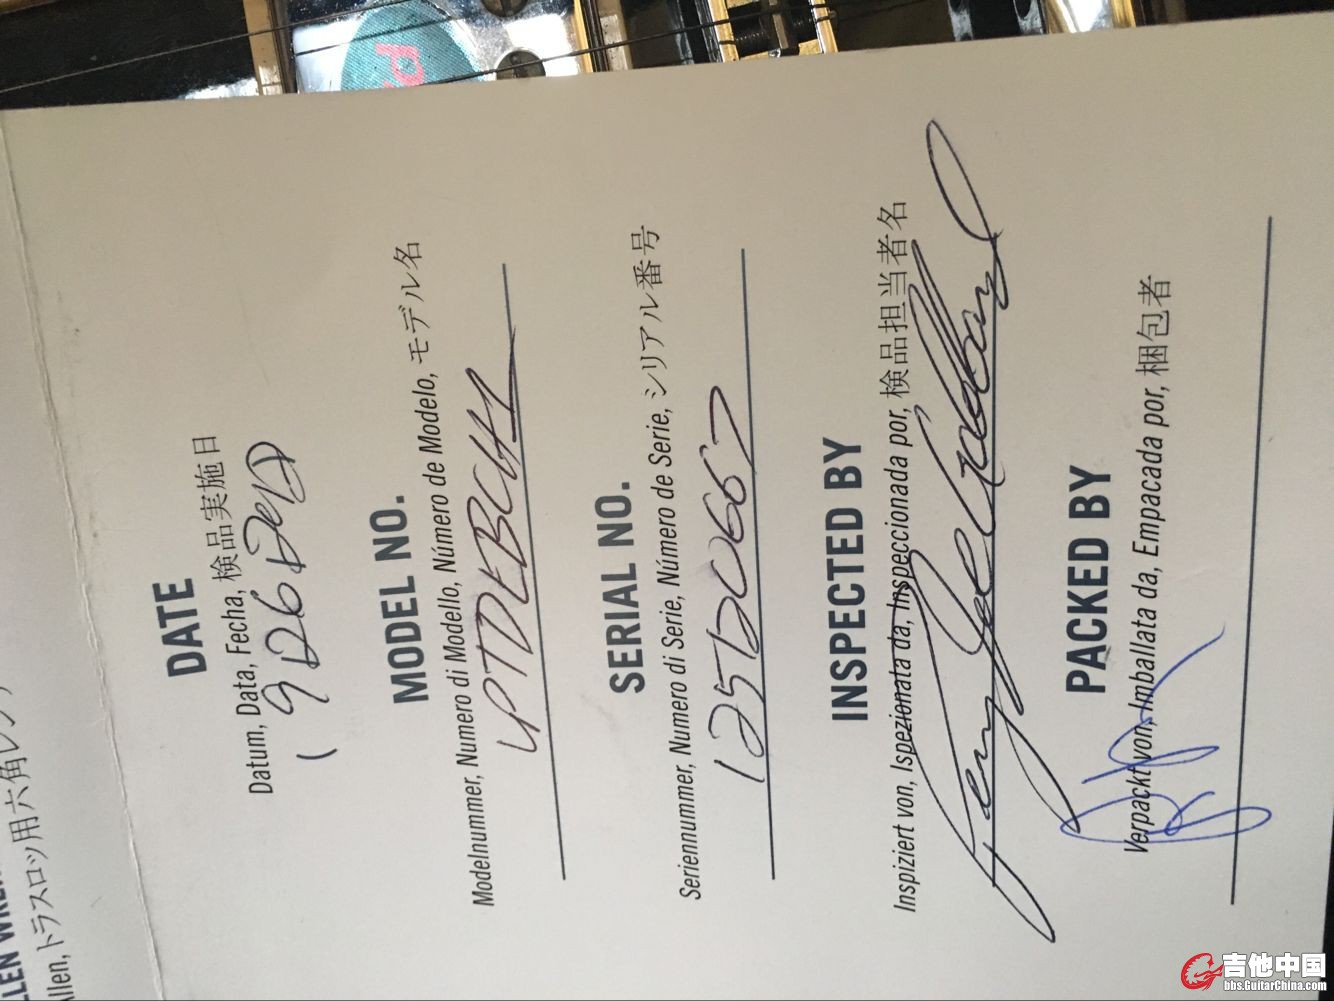 LLEN WRE
Allen, トラスロッツ用六角レンチ
DATE
Datum, Data, Fecha, 検品実施日
MODEL NO.
Modelnummer, Numero di Modello, Número de Modelo, モデル名
LPTDEBCH1
SERIAL NO.
Seriennummer, Numero di Serie, Número de Serie, シリアル番号
INSPECTED BY
Inspiziert von, Ispezionata da, Inspeccionada por, 検品担当者名
PACKED BY
Verpackt von, Imballata da, Empacada por, 梱包者
吉他中国
bbs.GuitarChina.com